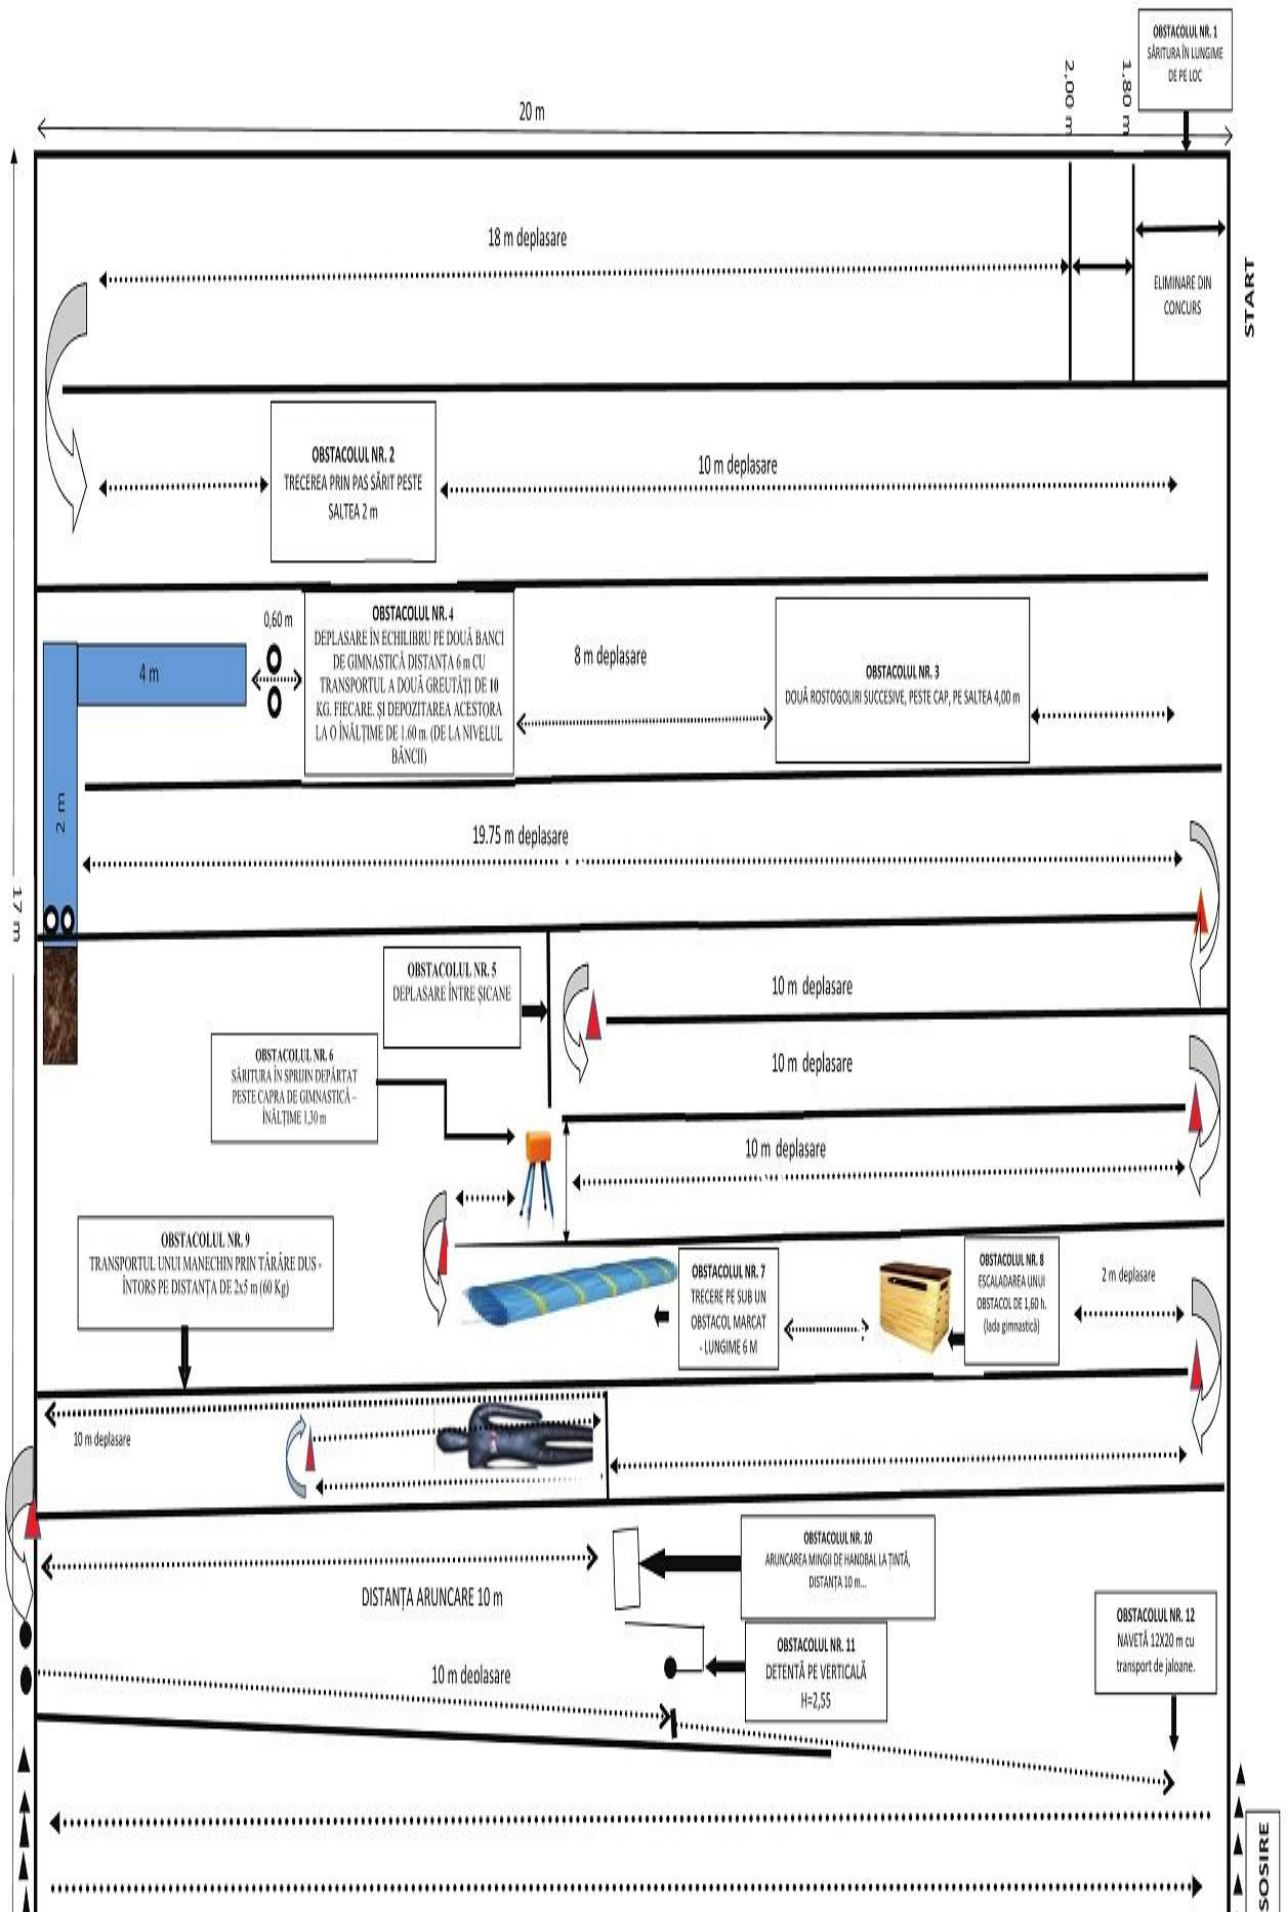 OBSTACOLUL NR. 1
SĂRITURA ÎN LUNGIME
DE PE LOC
2,00 m
1,80 m
20 m
18 m deplasare
ELIMINARE DIN
CONCURS
START
OBSTACOLUL NR. 2
TRECEREA PRIN PAS SĂRIT PESTE
SALTEA 2 m
10 m deplasare
0,60 m
4 m
OBSTACOLUL NR. 4
DEPLASARE ÎN ECHILIBRU PE DOUĂ BANCI
DE GIMNASTICĂ DISTANȚA 6 m CU
TRANSPORTUL A DOUĂ GREUTĂȚI DE 10
KG. FIECARE. ȘI DEPOZITAREA ACESTORA
LA O ÎNĂLȚIME DE 1.60 m. (DE LA NIVELUL
BĂNCII)
8 m deplasare
OBSTACOLUL NR. 3
DOUĂ ROSTOGOLIRI SUCCESIVE, PESTE CAP, PE SALTEA 4,00 m
2 m
19.75 m deplasare
17 m
OBSTACOLUL NR. 5
DEPLASARE ÎNTRE ȘICANE
10 m deplasare
OBSTACOLUL NR. 6
SĂRITURA ÎN SPRIJIN DEPĂRTAT
PESTE CAPRA DE GIMNASTICĂ –
ÎNĂLȚIME 1,30 m
10 m deplasare
10 m deplasare
OBSTACOLUL NR. 9
TRANSPORTUL UNUI MANECHIN PRIN TÂRÂRE DUS -
ÎNTORS PE DISTANȚA DE 2x5 m (60 Kg)
OBSTACOLUL NR. 7
TRECERE PE SUB UN
OBSTACOL MARCAT
- LUNGIME 6 M
OBSTACOLUL NR. 8
ESCALADAREA UNUI
OBSTACOL DE 1,60 h.
(lada gimnastică)
2 m deplasare
10 m deplasare
OBSTACOLUL NR. 10
ARUNCAREA MINGII DE HANDBAL LA ȚINTĂ,
DISTANȚA 10 m...
DISTANȚA ARUNCARE 10 m
OBSTACOLUL NR. 11
DETENTĂ PE VERTICALĂ
H=2,55
OBSTACOLUL NR. 12
NAVETĂ 12X20 m cu
transport de jaloane.
10 m deplasare
SOSIRE